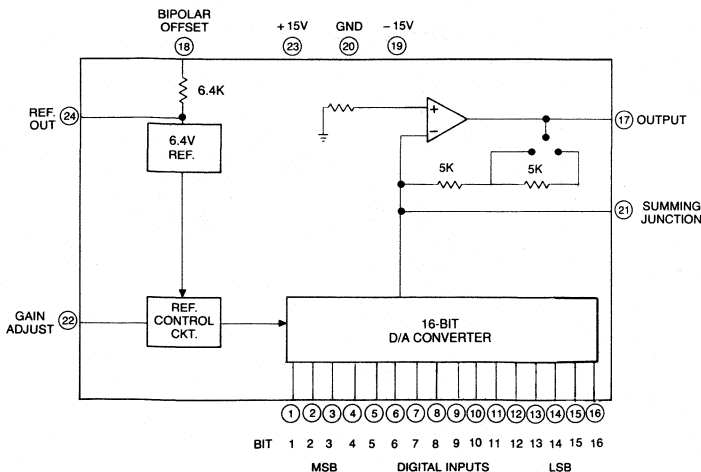 BIPOLAR
OFFSET
+15V
GND
−15V
18
23
20
19
6.4K
REF.
OUT
24
6.4V
REF.
+
−
17
OUTPUT
5K
5K
21
SUMMING
JUNCTION
GAIN
ADJUST
22
REF.
CONTROL
CKT.
16-BIT
D/A CONVERTER
1 2 3 4 5 6 7 8 9 10 11 12 13 14 15 16
BIT 1 2 3 4 5 6 7 8 9 10 11 12 13 14 15 16
MSB DIGITAL INPUTS LSB